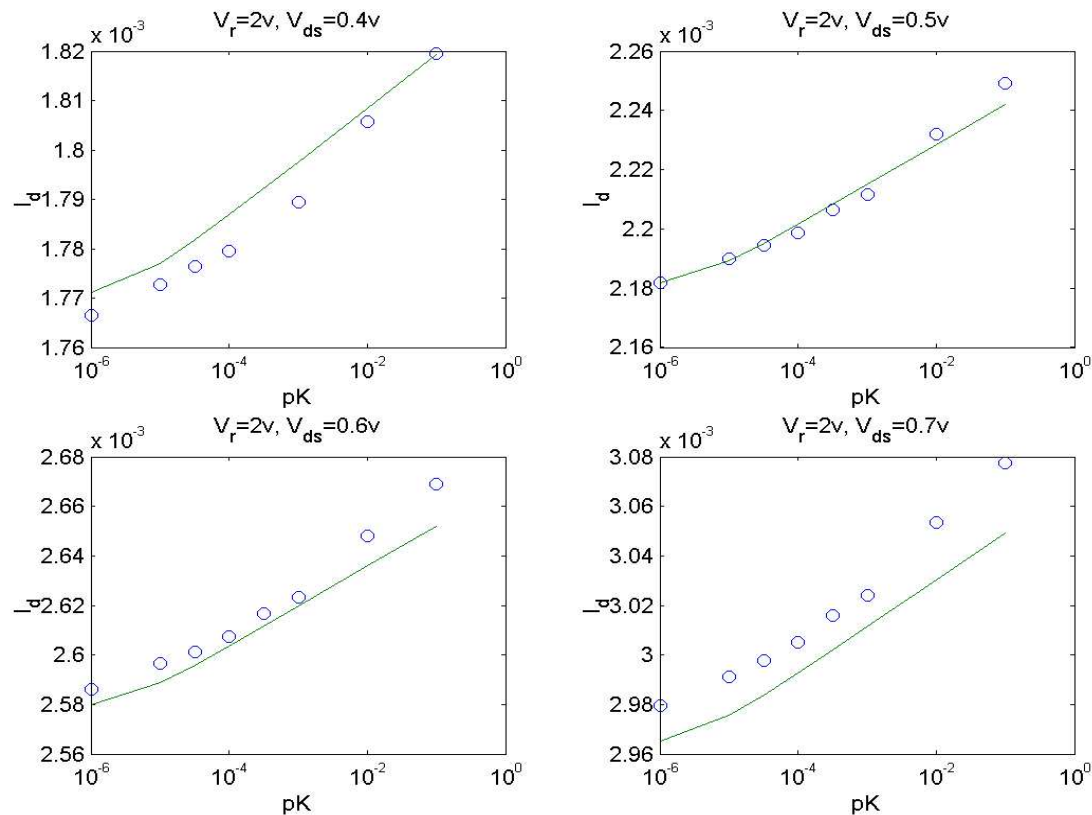 V_r=2v, V_ds=0.4v
x 10^-3
1.82
1.81
1.8
1.79
1.78
1.77
1.76
I_d
10^-6
10^-4
10^-2
10^0
pK
V_r=2v, V_ds=0.5v
x 10^-3
2.26
2.24
2.22
2.2
2.18
2.16
I_d
10^-6
10^-4
10^-2
10^0
pK
V_r=2v, V_ds=0.6v
x 10^-3
2.68
2.66
2.64
2.62
2.6
2.58
2.56
I_d
10^-6
10^-4
10^-2
10^0
pK
V_r=2v, V_ds=0.7v
x 10^-3
3.08
3.06
3.04
3.02
3
2.98
2.96
I_d
10^-6
10^-4
10^-2
10^0
pK